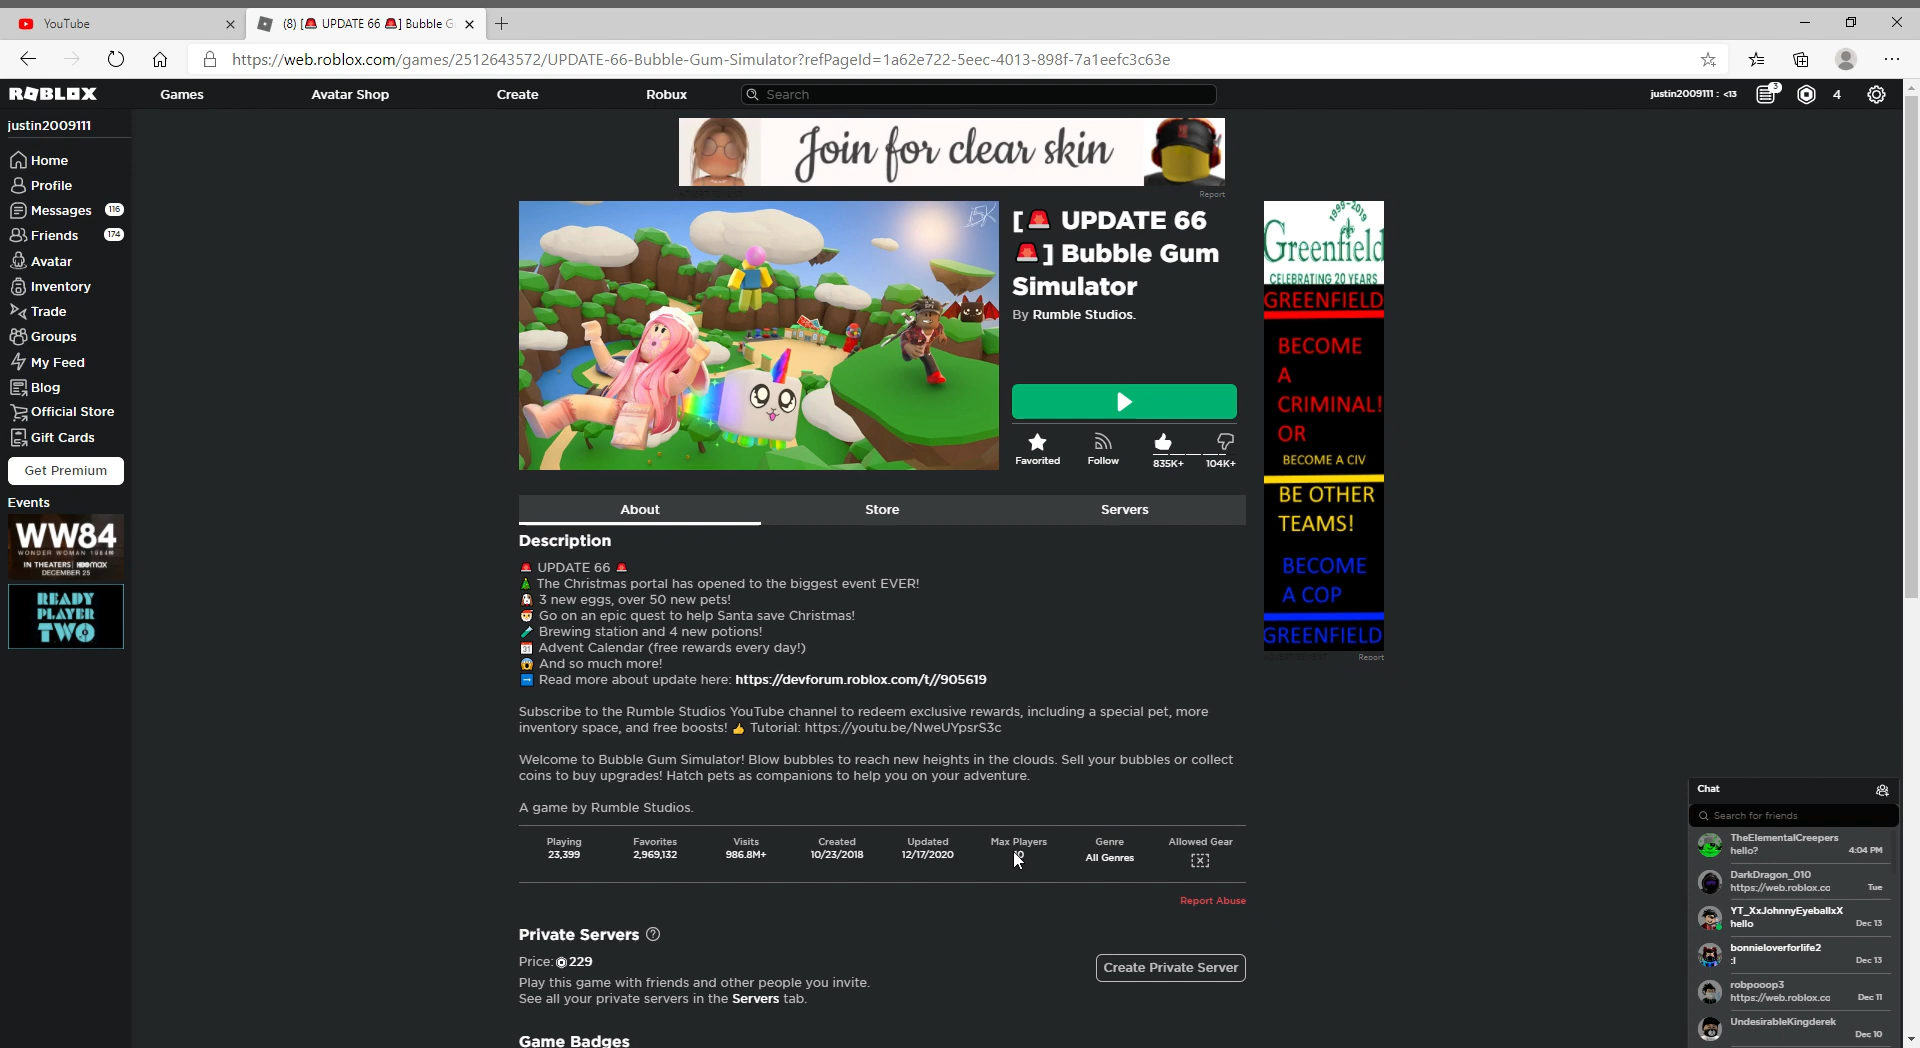 YouTube
(8) [🚨 UPDATE 66 🚨] Bubble G
https://web.roblox.com/games/2512643572/UPDATE-66-Bubble-Gum-Simulator?refPageId=1a62e722-5eec-4013-898f-7a1eefc3c63e
ROBLOX
Games
Avatar Shop
Create
Robux
Search
justin2009111 : <13
3
4
justin2009111
Home
Profile
Messages 116
Friends 174
Avatar
Inventory
Trade
Groups
My Feed
Blog
Official Store
Gift Cards
Get Premium
Events
WW84
WONDER WOMAN 1984
IN THEATERS | HBOMAX
DECEMBER 25
READY
PLAYER
TWO
Join for clear skin
Report
[🚨 UPDATE 66
🚨] Bubble Gum
Simulator
By Rumble Studios.
Favorited
Follow
835K+
104K+
1999-2019
Greenfield
CELEBRATING 20 YEARS
GREENFIELD
BECOME
A
CRIMINAL!
OR
BECOME A CIV
BE OTHER
TEAMS!
BECOME
A COP
GREENFIELD
Report
About
Store
Servers
Description
🚨 UPDATE 66 🚨
🎄 The Christmas portal has opened to the biggest event EVER!
🐶 3 new eggs, over 50 new pets!
🎅 Go on an epic quest to help Santa save Christmas!
🧪 Brewing station and 4 new potions!
📅 Advent Calendar (free rewards every day!)
😱 And so much more!
➡️ Read more about update here: https://devforum.roblox.com/t//905619
Subscribe to the Rumble Studios YouTube channel to redeem exclusive rewards, including a special pet, more
inventory space, and free boosts! 👍 Tutorial: https://youtu.be/NweUYpsrS3c
Welcome to Bubble Gum Simulator! Blow bubbles to reach new heights in the clouds. Sell your bubbles or collect
coins to buy upgrades! Hatch pets as companions to help you on your adventure.
A game by Rumble Studios.
Playing
23,399
Favorites
2,969,132
Visits
986.8M+
Created
10/23/2018
Updated
12/17/2020
Max Players
Genre
All Genres
Allowed Gear
Report Abuse
Private Servers
Price: 229
Play this game with friends and other people you invite.
See all your private servers in the Servers tab.
Create Private Server
Game Badges
Chat
Search for friends
TheElementalCreepers
hello? 4:04 PM
DarkDragon_010
https://web.roblox.cc Tue
YT_XxJohnnyEyeballxX
hello Dec 13
bonnieloverforlife2
:l Dec 13
robpooop3
https://web.roblox.cc Dec 11
UndesirableKingderek
Dec 10